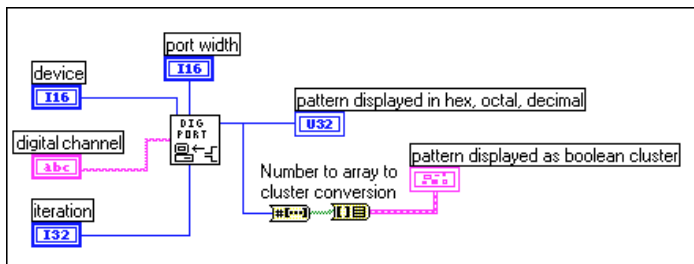 port width
I16
device
I16
DIG
PORT
pattern displayed in hex, octal, decimal
U32
digital channel
abc
pattern displayed as boolean cluster
Number to array to
cluster conversion
#[···]
[ ]
iteration
I32